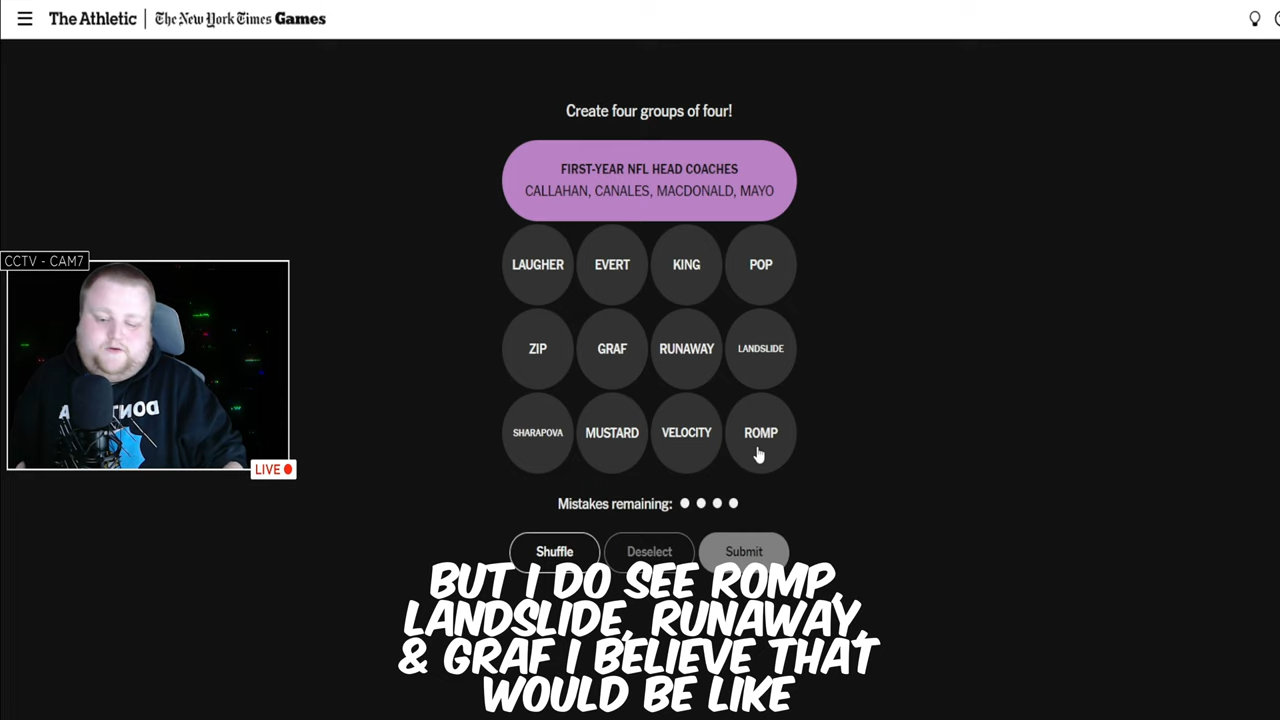 The Athletic | The New York Times Games
Create four groups of four!
FIRST-YEAR NFL HEAD COACHES
CALLAHAN, CANALES, MACDONALD, MAYO
LAUGHER EVERT KING POP
ZIP GRAF RUNAWAY LANDSLIDE
SHARAPOVA MUSTARD VELOCITY ROMP
Mistakes remaining:
Shuffle Deselect Submit
CCTV - CAM7
LIVE
BUT I DO SEE ROMP,
LANDSLIDE, RUNAWAY,
& GRAF I BELIEVE THAT
WOULD BE LIKE